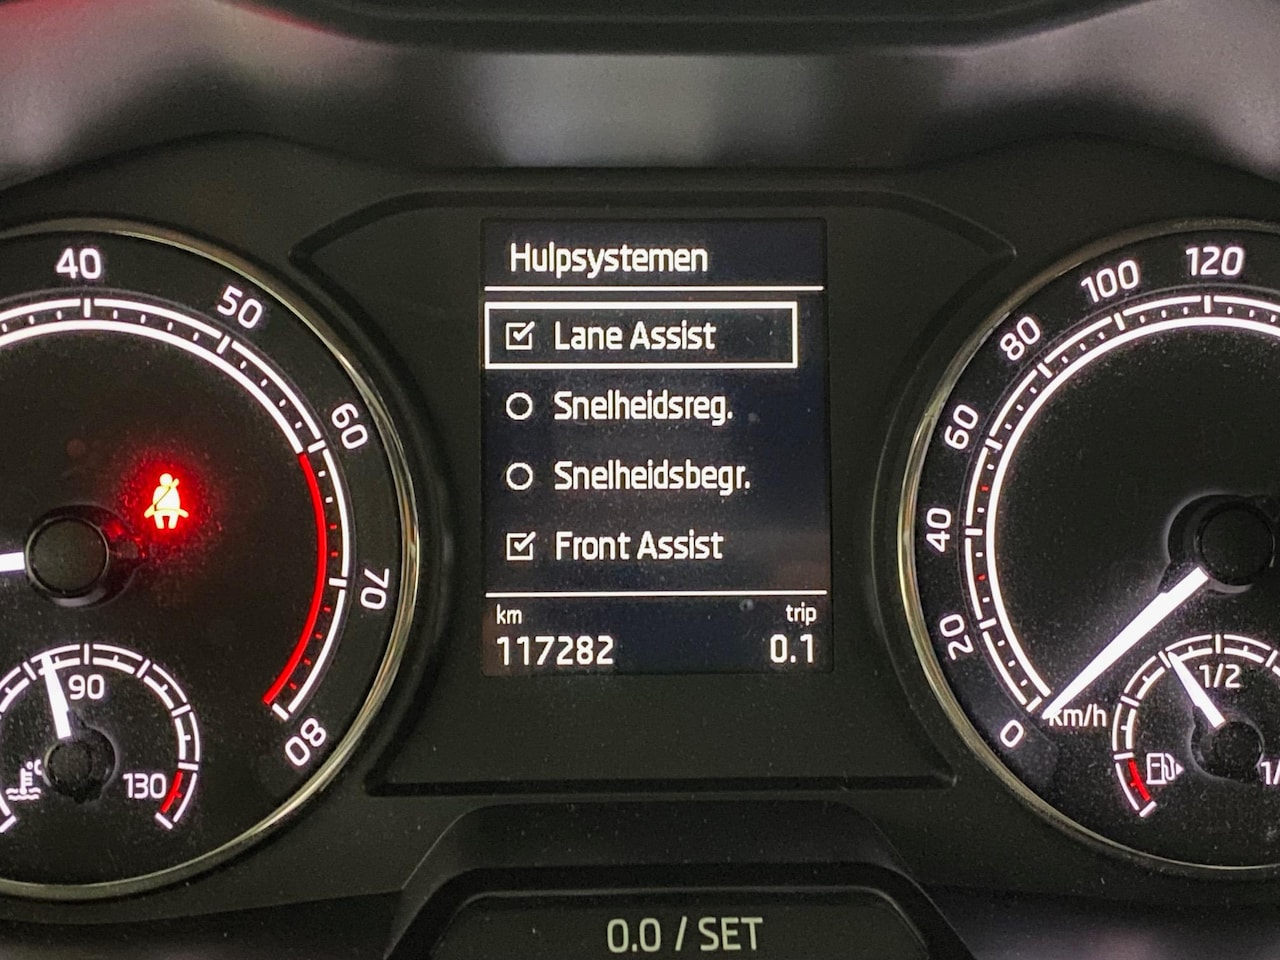 Hulpsystemen
Lane Assist
Snelheidsreg.
Snelheidsbegr.
Front Assist
km trip
117282 0.1
40
50
60
70
80
90
130
°C
0
20
40
60
80
100
120
km/h
1/2
0.0 / SET